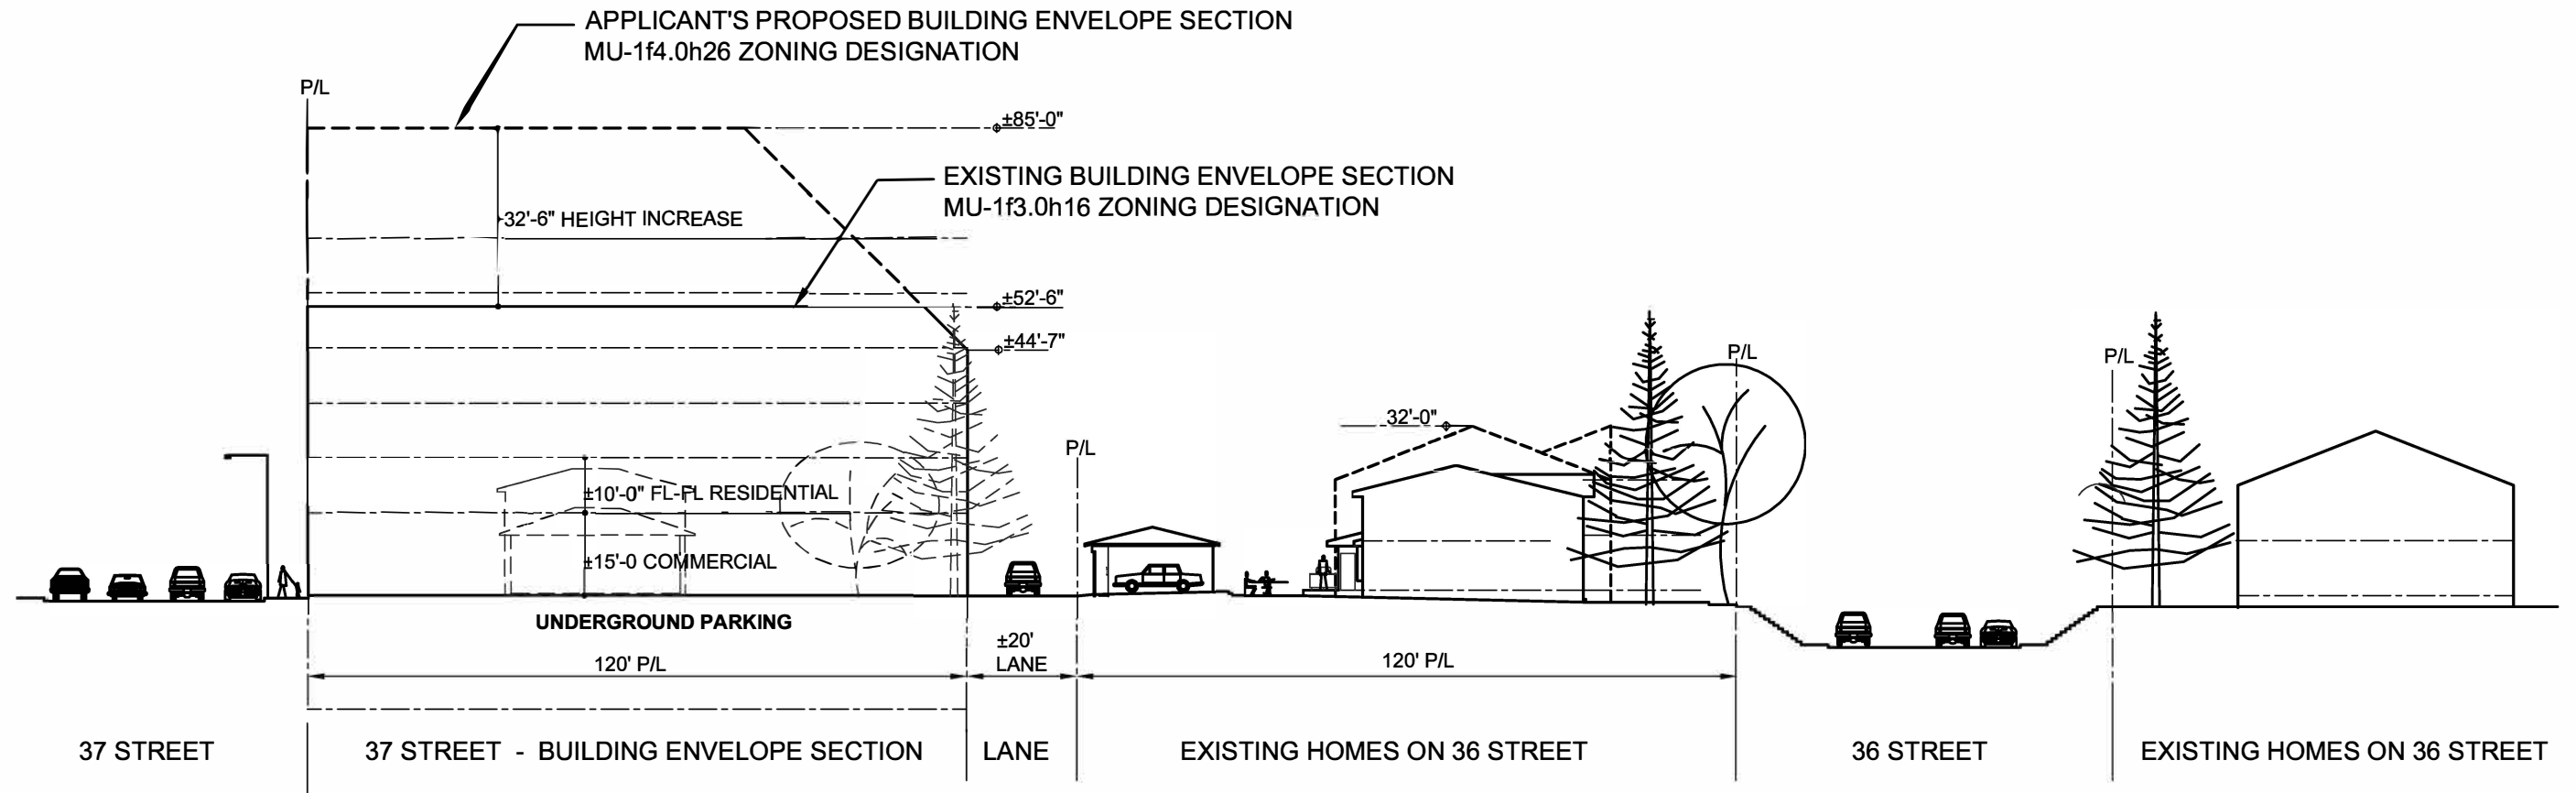 APPLICANT'S PROPOSED BUILDING ENVELOPE SECTION
MU-1f4.0h26 ZONING DESIGNATION
P/L
±85'-0"
EXISTING BUILDING ENVELOPE SECTION
MU-1f3.0h16 ZONING DESIGNATION
32'-6" HEIGHT INCREASE
±52'-6"
±44'-7"
P/L
P/L
32'-0"
P/L
±10'-0" FL-FL RESIDENTIAL
±15'-0 COMMERCIAL
UNDERGROUND PARKING
±20'
LANE
120' P/L
120' P/L
37 STREET
37 STREET - BUILDING ENVELOPE SECTION
LANE
EXISTING HOMES ON 36 STREET
36 STREET
EXISTING HOMES ON 36 STREET